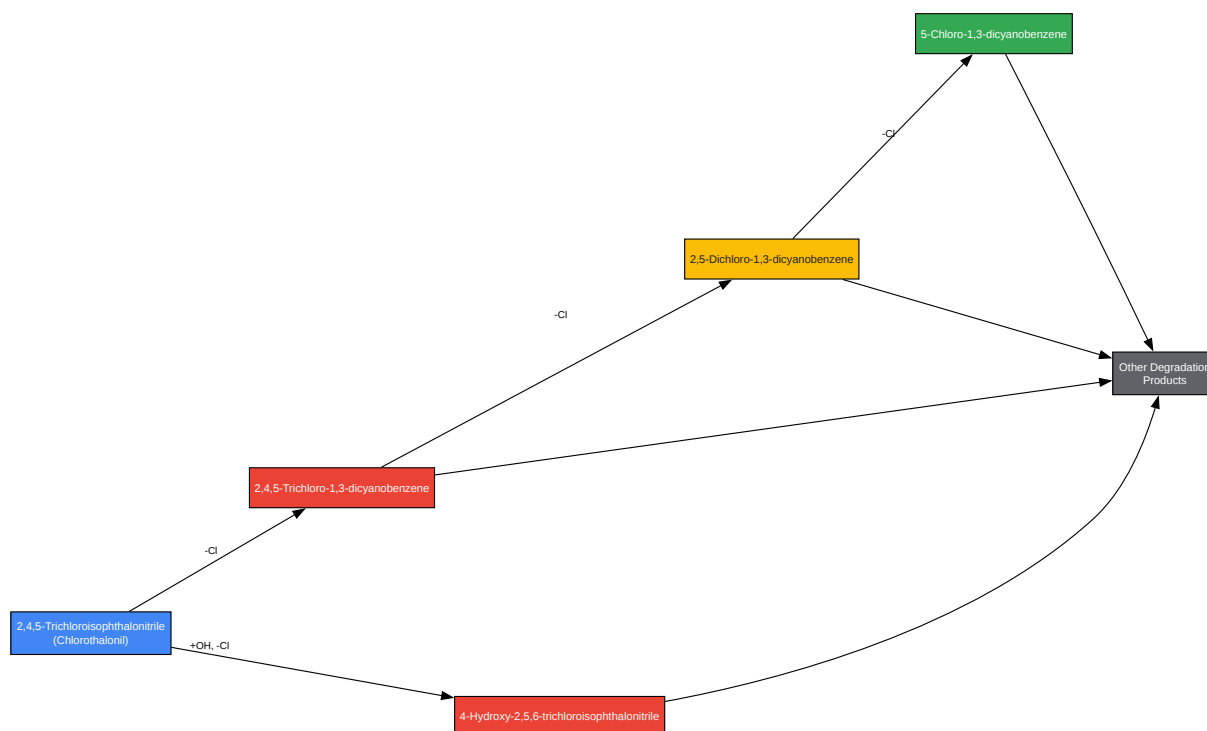 5-Chloro-1,3-dicyanobenzene
-Cl
2,5-Dichloro-1,3-dicyanobenzene
-Cl
Other Degradation
Products
2,4,5-Trichloro-1,3-dicyanobenzene
-Cl
2,4,5-Trichloroisophthalonitrile
(Chlorothalonil)
+OH, -Cl
4-Hydroxy-2,5,6-trichloroisophthalonitrile